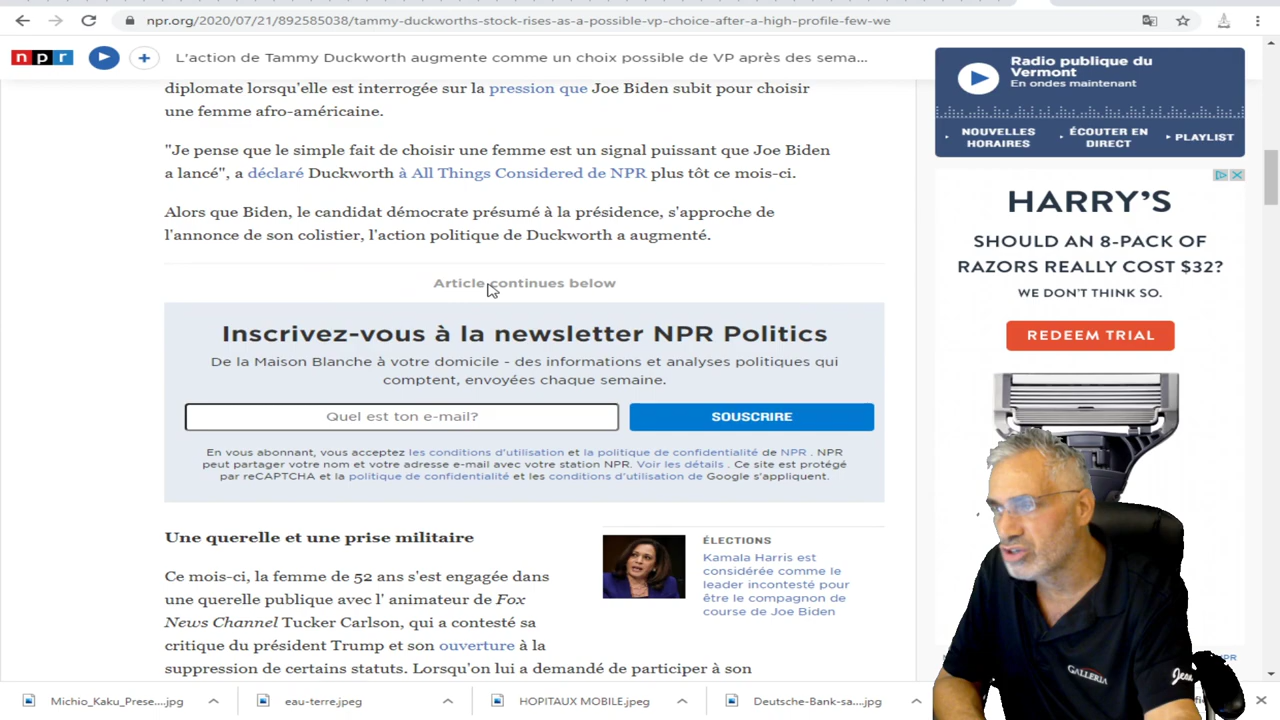 npr.org/2020/07/21/892585038/tammy-duckworths-stock-rises-as-a-possible-vp-choice-after-a-high-profile-few-we
npr
L'action de Tammy Duckworth augmente comme un choix possible de VP après des sema...
diplomate lorsqu'elle est interrogée sur la pression que Joe Biden subit pour choisir
une femme afro-américaine.
"Je pense que le simple fait de choisir une femme est un signal puissant que Joe Biden
a lancé", a déclaré Duckworth à All Things Considered de NPR plus tôt ce mois-ci.
Alors que Biden, le candidat démocrate présumé à la présidence, s'approche de
l'annonce de son colistier, l'action politique de Duckworth a augmenté.
Article continues below
Inscrivez-vous à la newsletter NPR Politics
De la Maison Blanche à votre domicile - des informations et analyses politiques qui
comptent, envoyées chaque semaine.
Quel est ton e-mail?
SOUSCRIRE
En vous abonnant, vous acceptez les conditions d'utilisation et la politique de confidentialité de NPR . NPR
peut partager votre nom et votre adresse e-mail avec votre station NPR. Voir les détails . Ce site est protégé
par reCAPTCHA et la politique de confidentialité et les conditions d'utilisation de Google s'appliquent.
Une querelle et une prise militaire
Ce mois-ci, la femme de 52 ans s'est engagée dans
une querelle publique avec l' animateur de Fox
News Channel Tucker Carlson, qui a contesté sa
critique du président Trump et son ouverture à la
suppression de certains statuts. Lorsqu'on lui a demandé de participer à son
ÉLECTIONS
Kamala Harris est
considérée comme le
leader incontesté pour
être le compagnon de
course de Joe Biden
Radio publique du
Vermont
En ondes maintenant
NOUVELLES
HORAIRES
ÉCOUTER EN
DIRECT
PLAYLIST
HARRY'S
SHOULD AN 8-PACK OF
RAZORS REALLY COST $32?
WE DON'T THINK SO.
REDEEM TRIAL
GALLERIA
Jean
Michio_Kaku_Prese....jpg
eau-terre.jpeg
HOPITAUX MOBILE.jpeg
Deutsche-Bank-sa....jpg